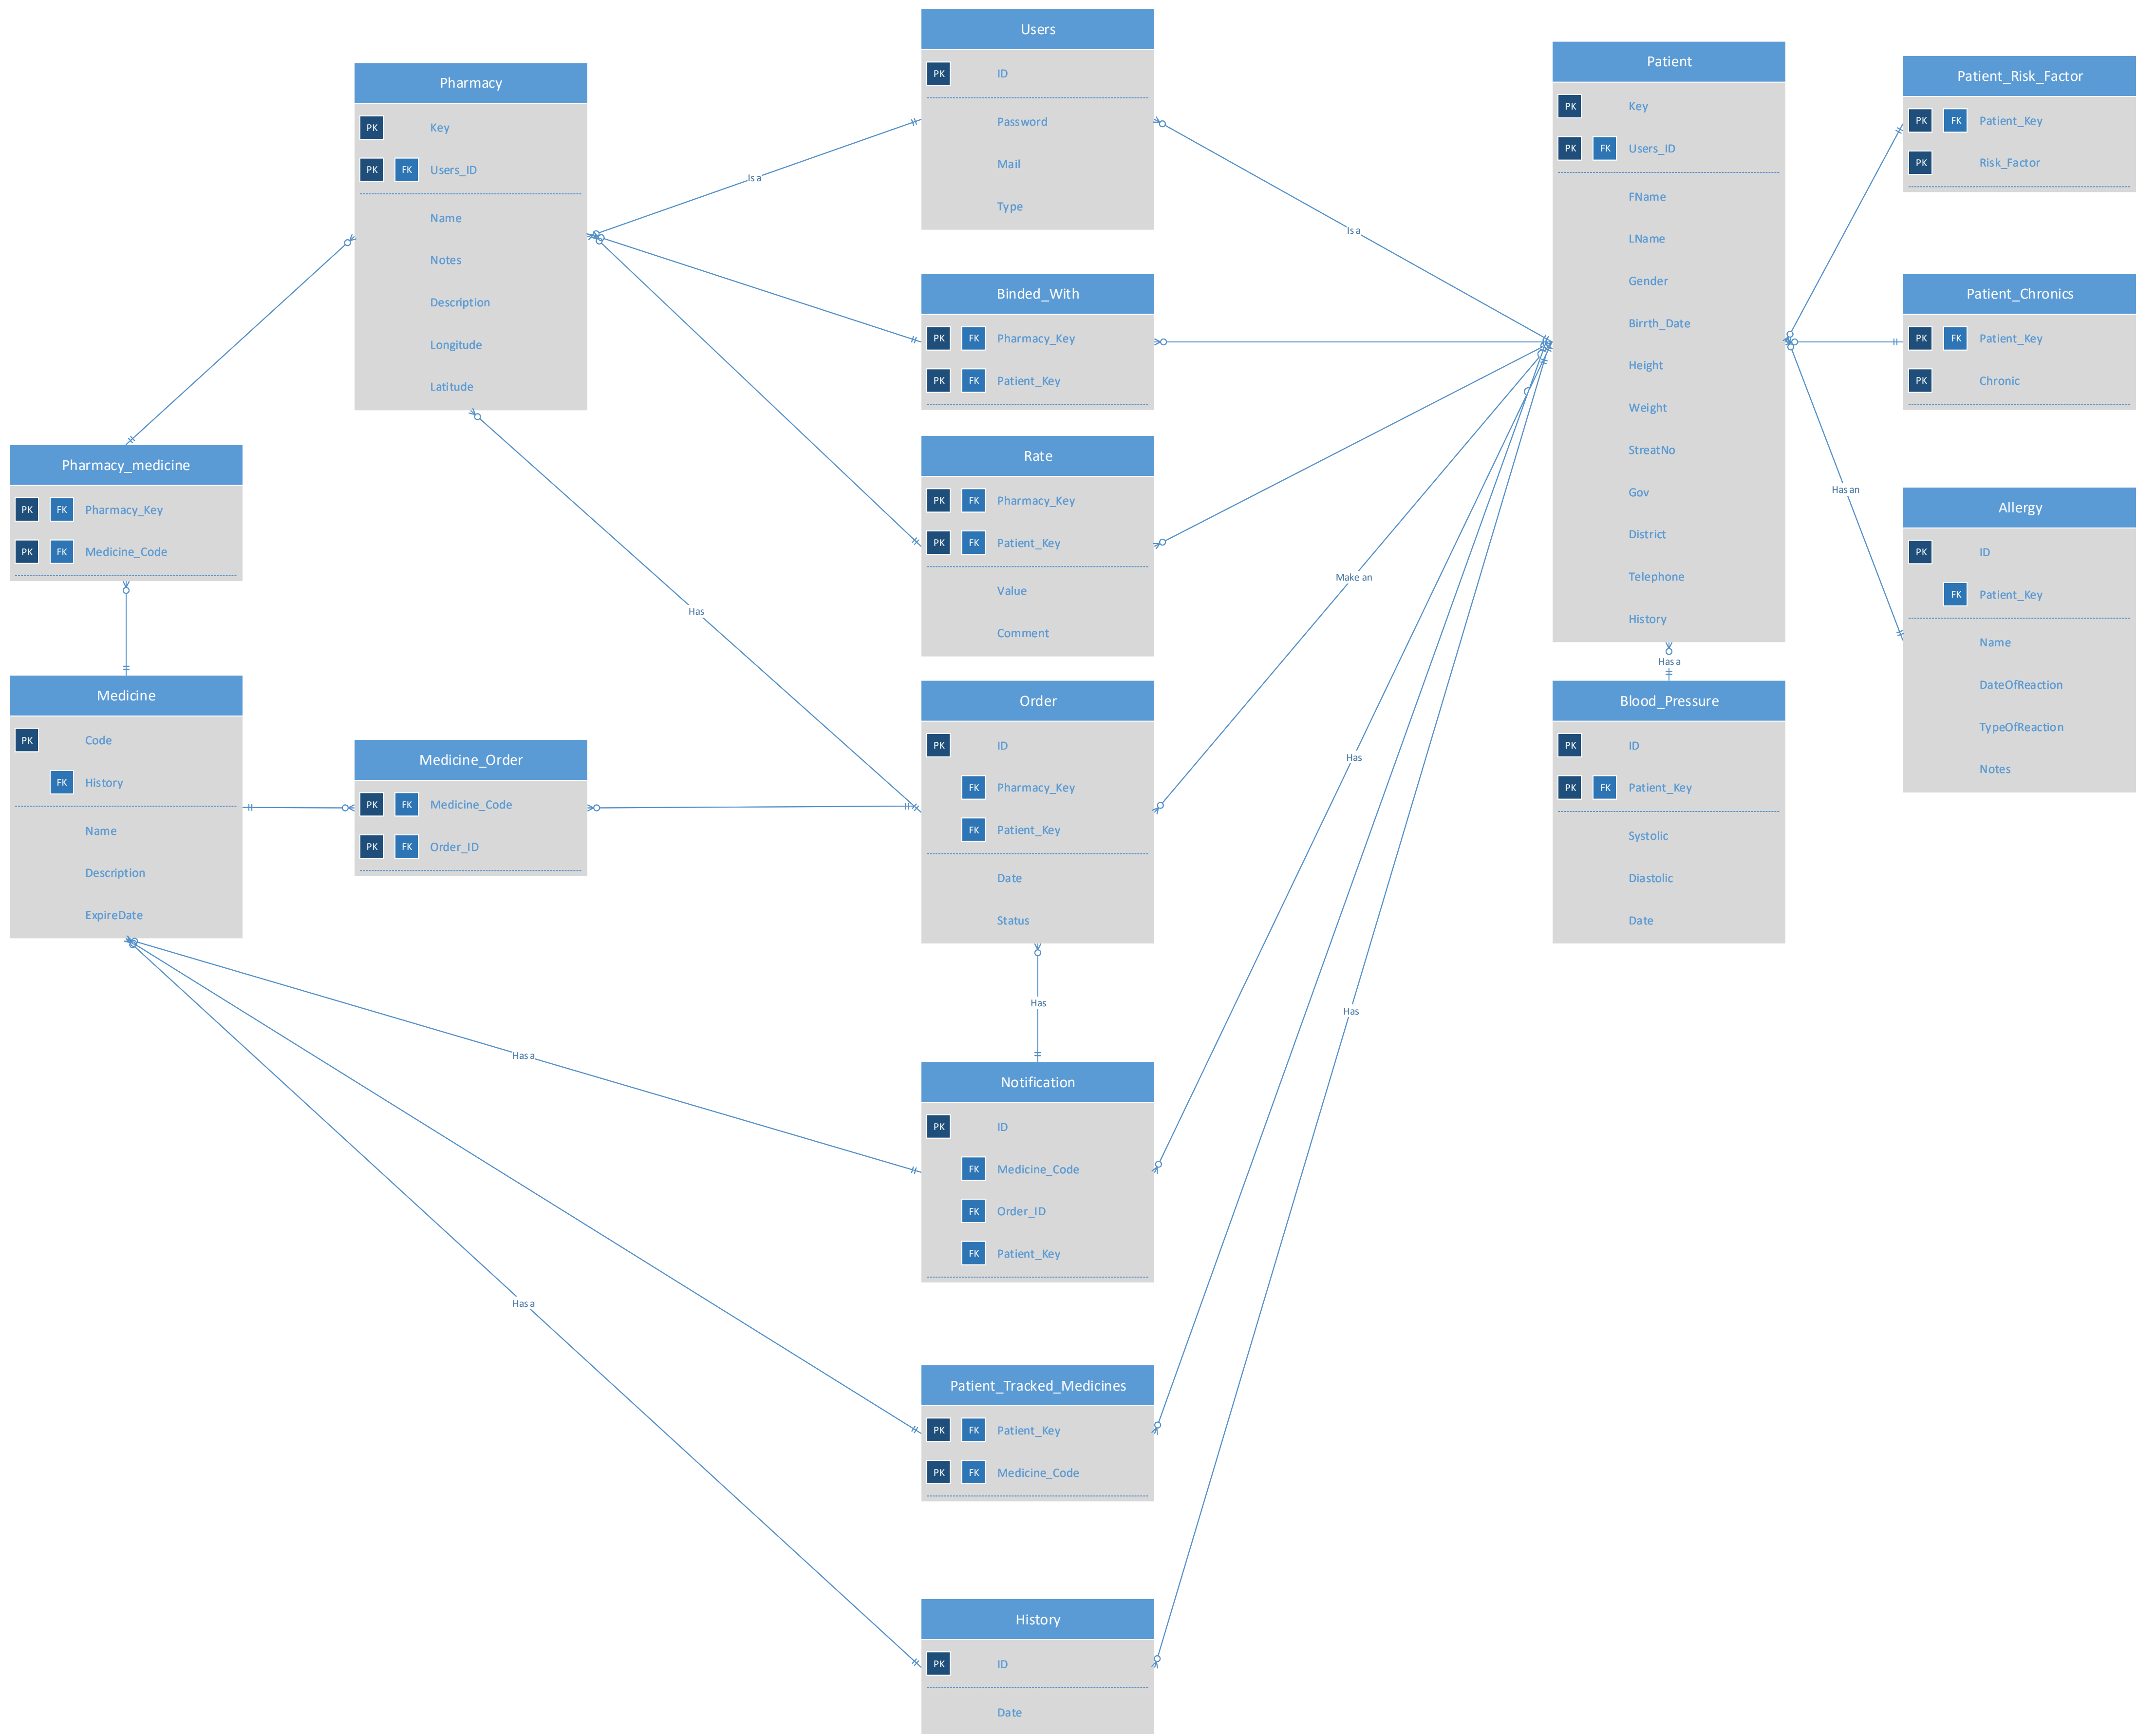 Users
PK ID
Password
Mail
Type
Pharmacy
PK Key
PK FK Users_ID
Name
Notes
Description
Longitude
Latitude
Patient
PK Key
PK FK Users_ID
FName
LName
Gender
Birrth_Date
Height
Weight
StreatNo
Gov
District
Telephone
History
Patient_Risk_Factor
PK FK Patient_Key
PK Risk_Factor
Is a
Is a
Binded_With
PK FK Pharmacy_Key
PK FK Patient_Key
Patient_Chronics
PK FK Patient_Key
PK Chronic
Rate
PK FK Pharmacy_Key
PK FK Patient_Key
Value
Comment
Pharmacy_medicine
PK FK Pharmacy_Key
PK FK Medicine_Code
Has an
Allergy
PK ID
FK Patient_Key
Name
DateOfReaction
TypeOfReaction
Notes
Make an
Has
Has a
Medicine
PK Code
FK History
Name
Description
ExpireDate
Medicine_Order
PK FK Medicine_Code
PK FK Order_ID
Order
PK ID
FK Pharmacy_Key
FK Patient_Key
Date
Status
Has
Blood_Pressure
PK ID
PK FK Patient_Key
Systolic
Diastolic
Date
Has
Has
Has a
Notification
PK ID
FK Medicine_Code
FK Order_ID
FK Patient_Key
Has a
Patient_Tracked_Medicines
PK FK Patient_Key
PK FK Medicine_Code
History
PK ID
Date